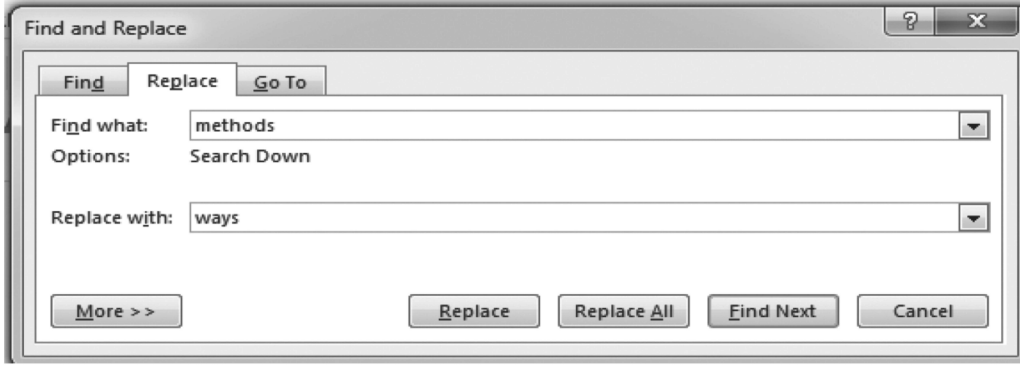 Find and Replace
Find Replace Go To
Find what: methods
Options: Search Down
Replace with: ways
More >> Replace Replace All Find Next Cancel